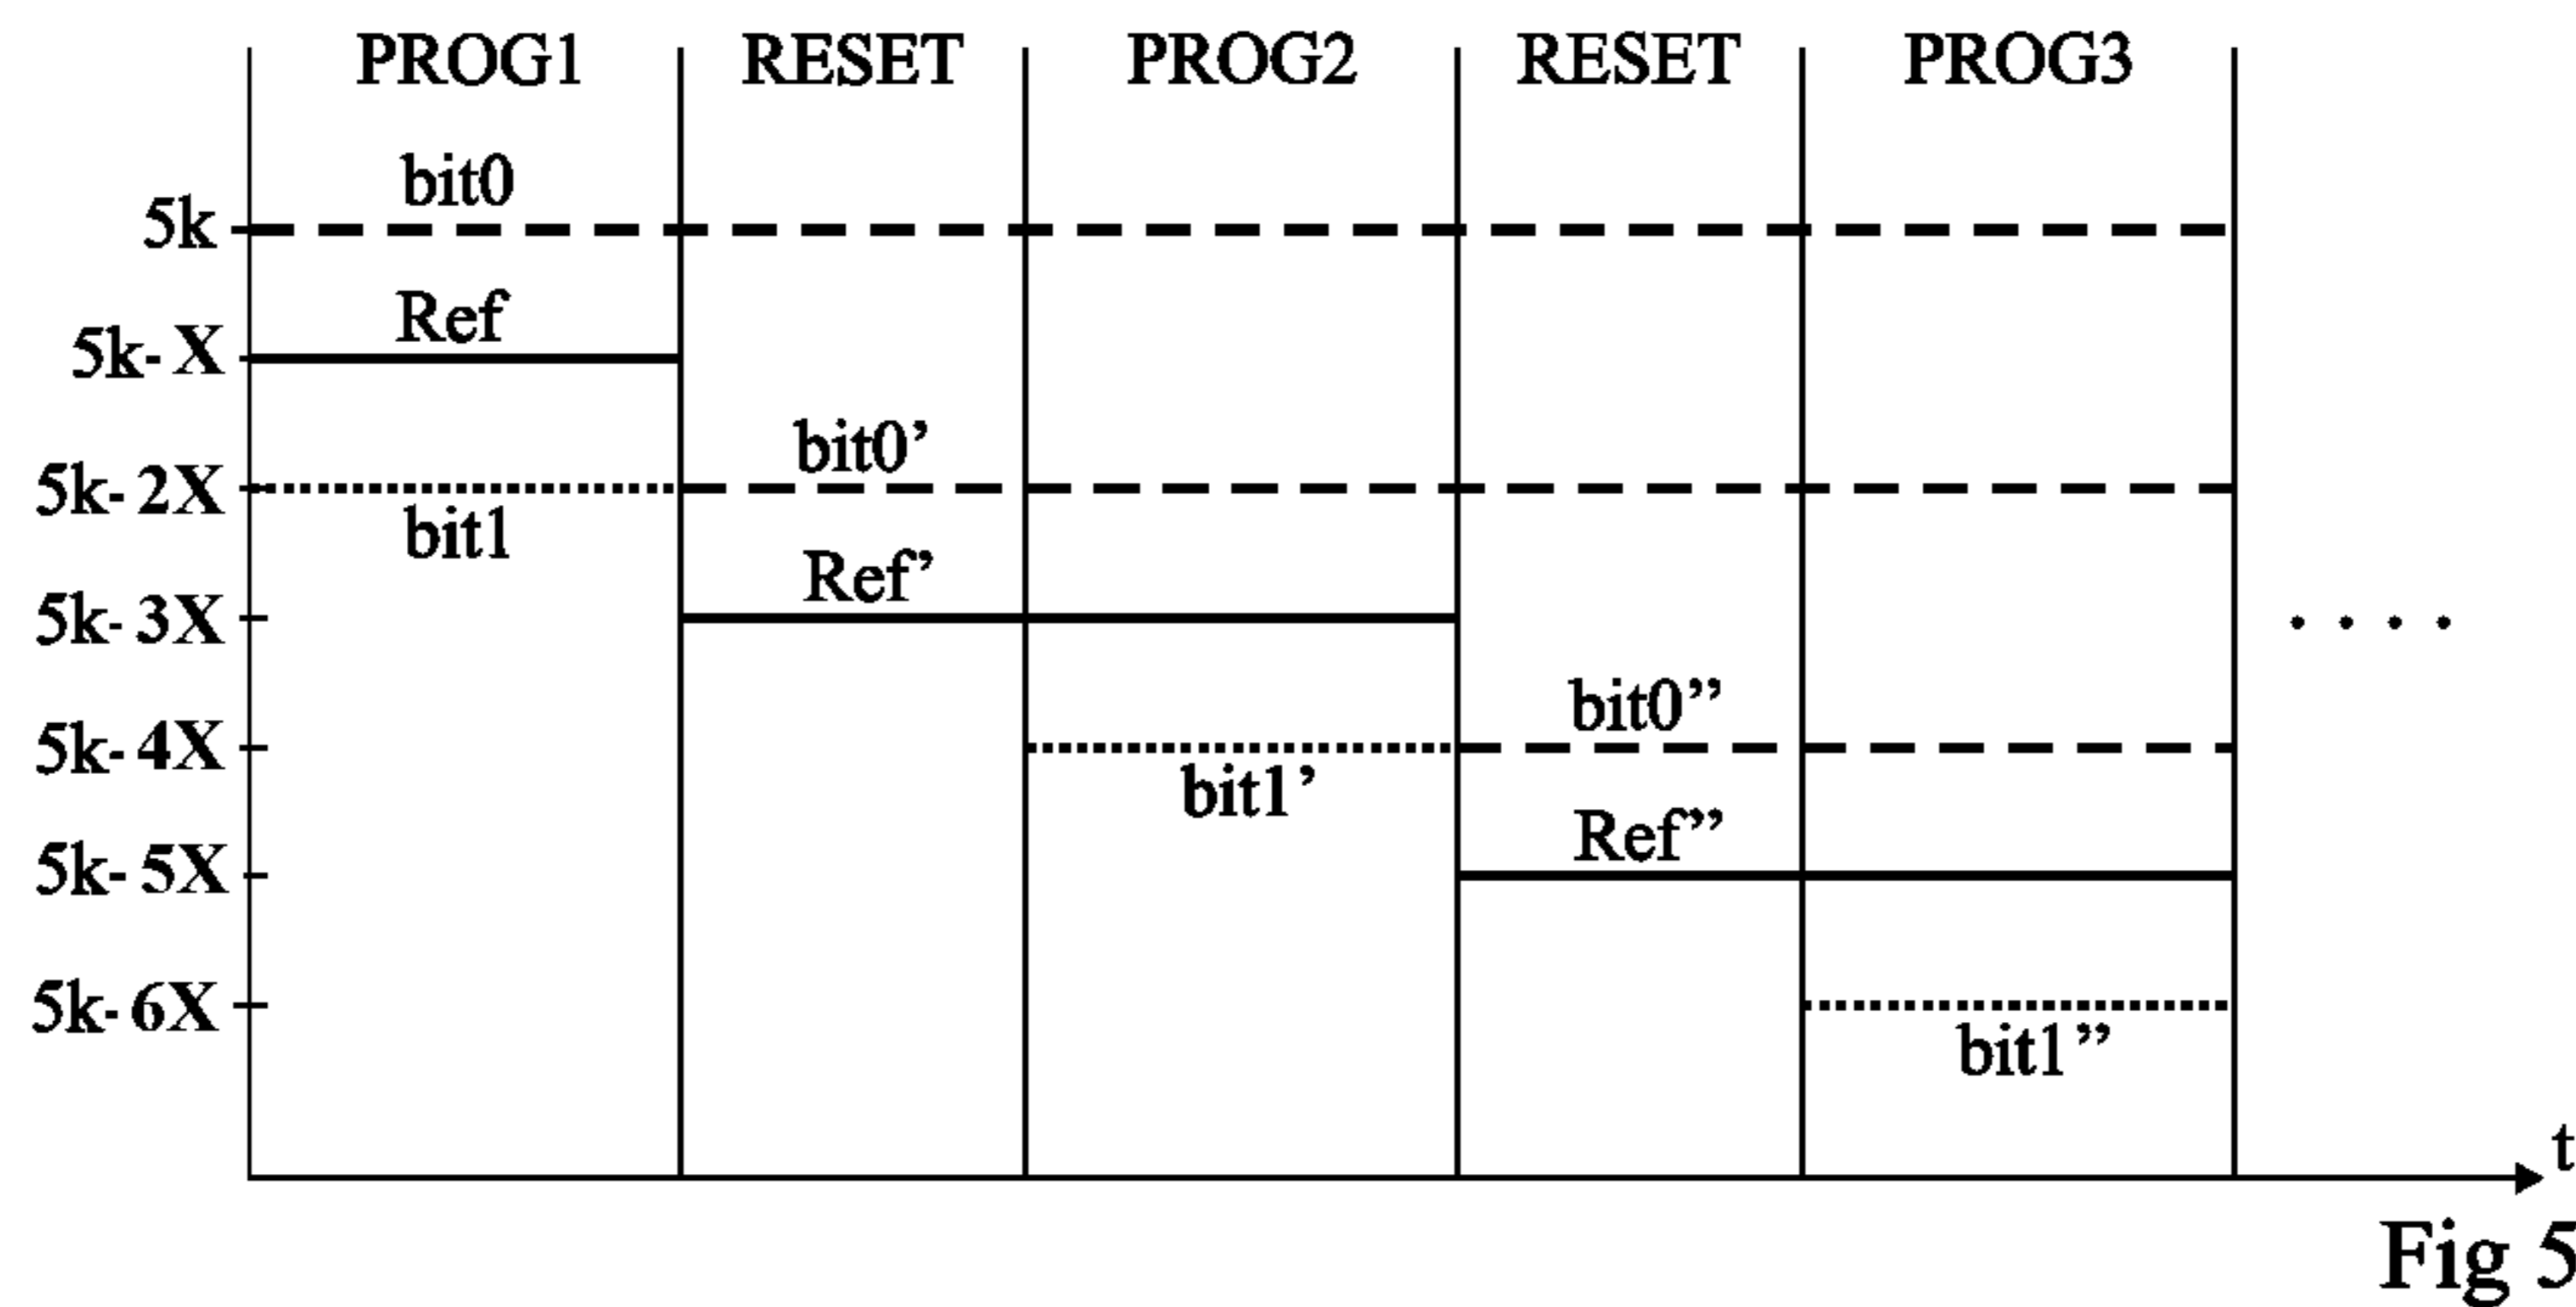 PROG1 RESET PROG2 RESET PROG3
bit0
5k
Ref
5k- X
bit0’
5k- 2X
bit1
Ref’
5k- 3X
bit0”
5k- 4X
bit1’
Ref”
5k- 5X
5k- 6X
bit1”
t
Fig 5